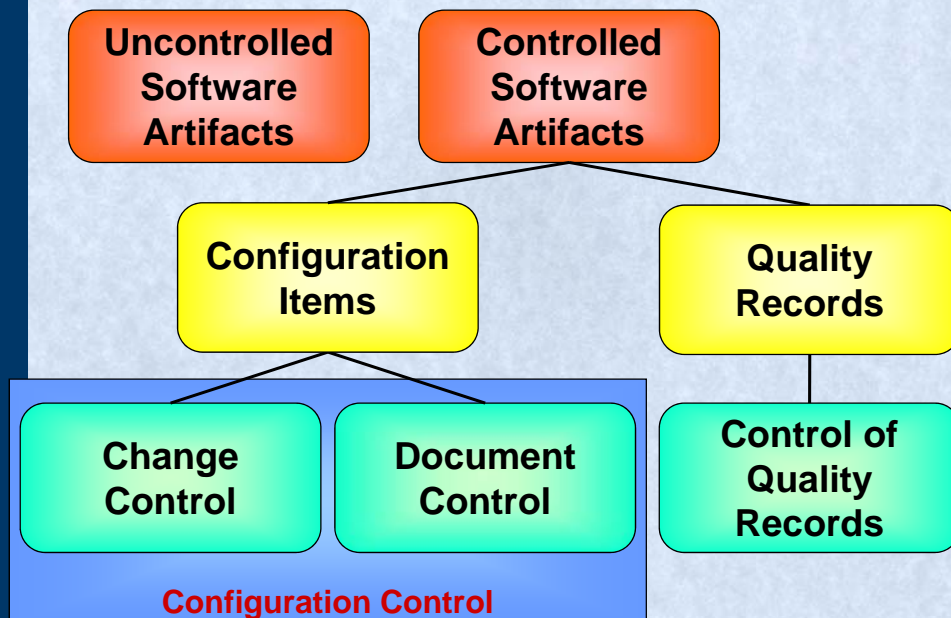 Uncontrolled
Software
Artifacts
Controlled
Software
Artifacts
Configuration
Items
Quality
Records
Change
Control
Document
Control
Control of
Quality
Records
Configuration Control